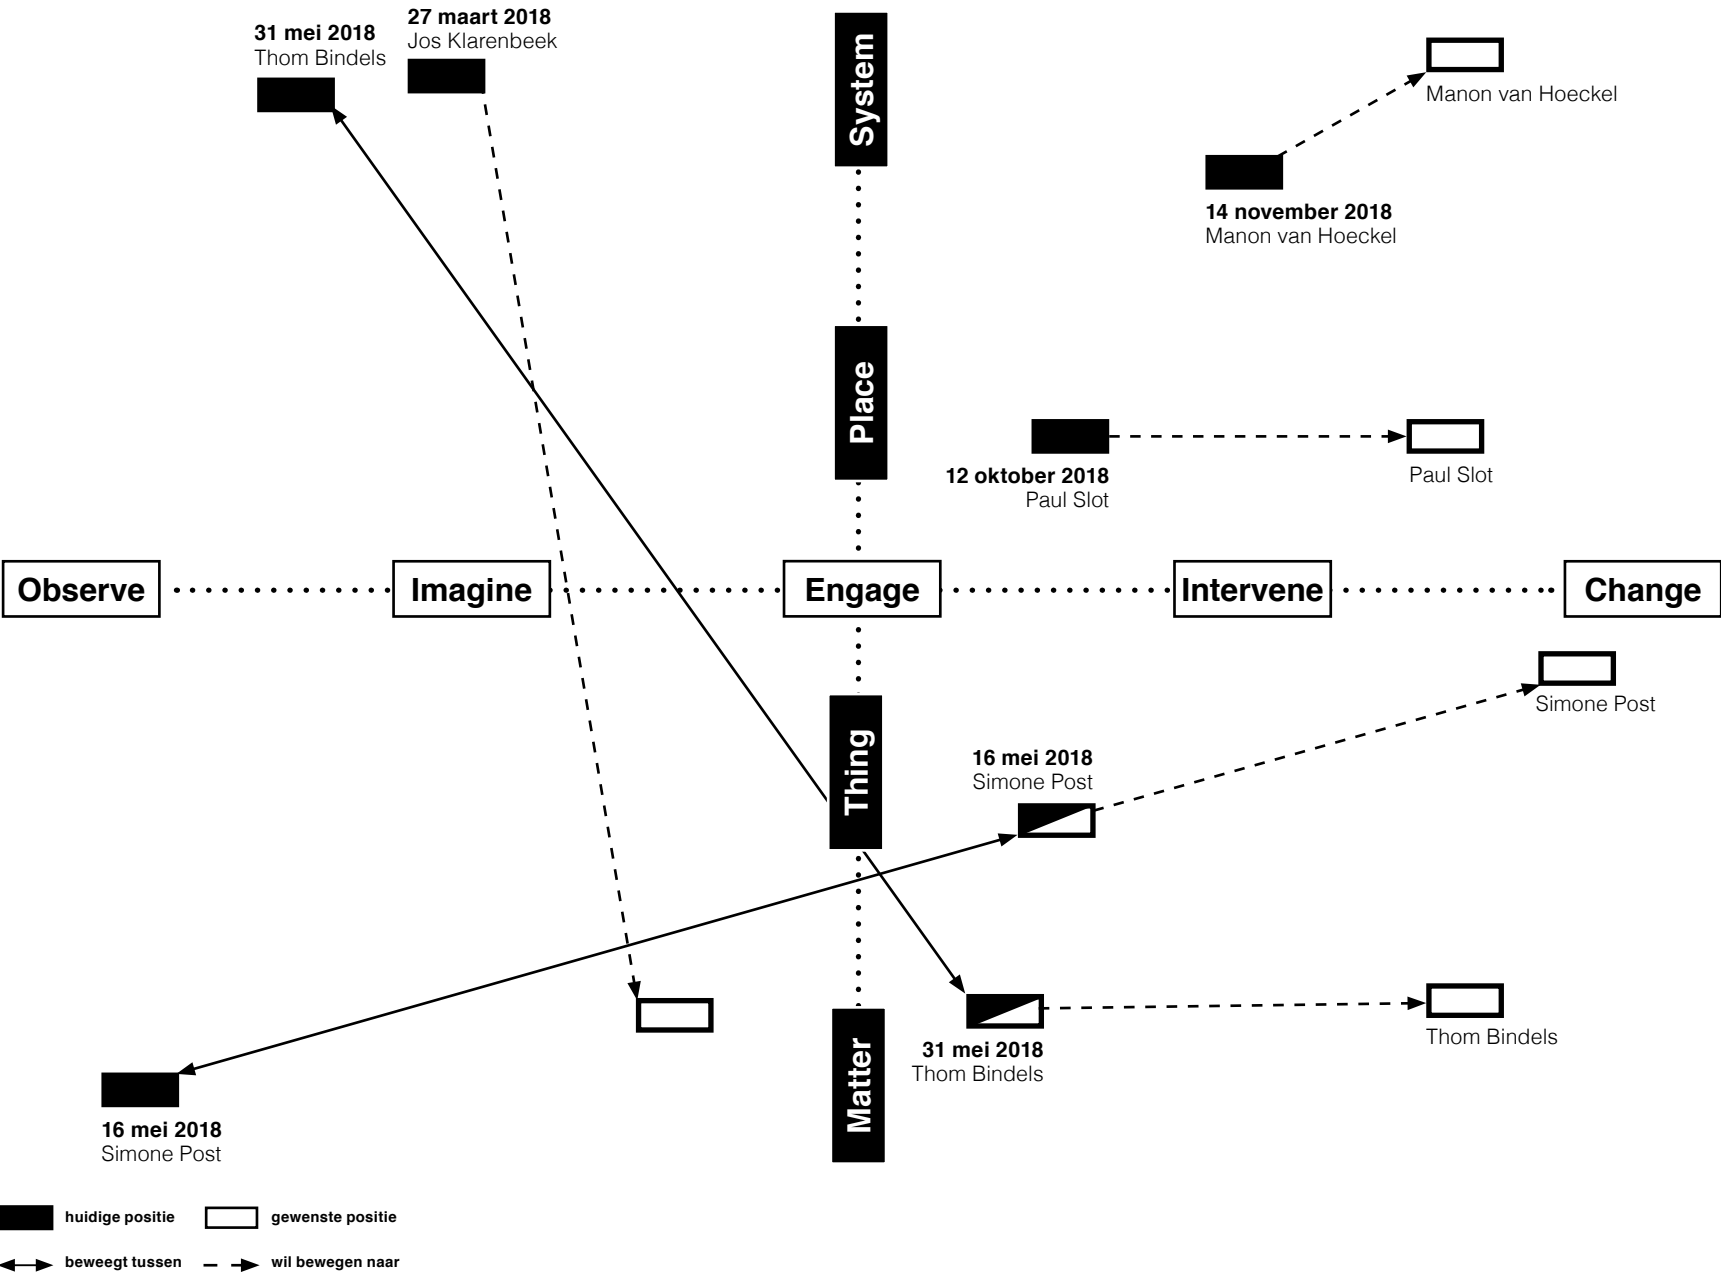 31 mei 2018
Thom Bindels
27 maart 2018
Jos Klarenbeek
System
Manon van Hoeckel
14 november 2018
Manon van Hoeckel
Place
12 oktober 2018
Paul Slot
Paul Slot
Observe
Imagine
Engage
Intervene
Change
Simone Post
Thing
16 mei 2018
Simone Post
31 mei 2018
Thom Bindels
Thom Bindels
Matter
16 mei 2018
Simone Post
huidige positie
gewenste positie
beweegt tussen
wil bewegen naar